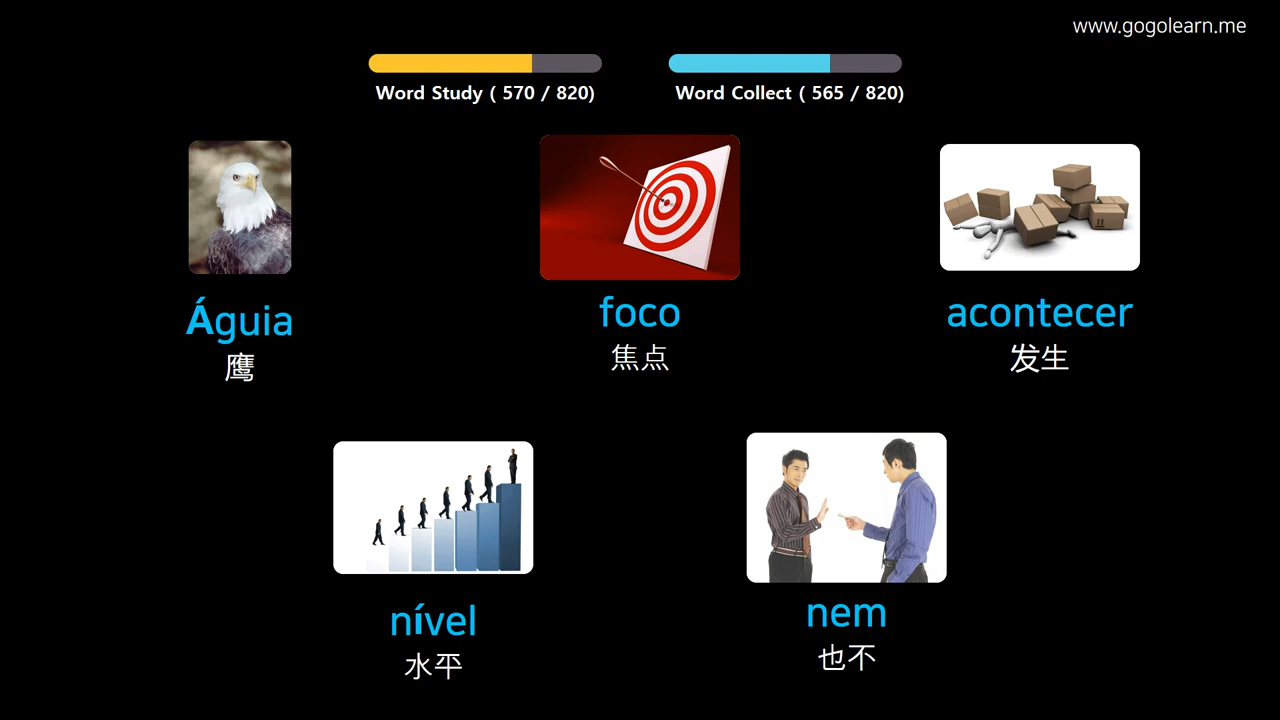 www.gogolearn.me
Word Study ( 570 / 820)
Word Collect ( 565 / 820)
Águia
鹰
foco
焦点
acontecer
发生
nível
水平
nem
也不